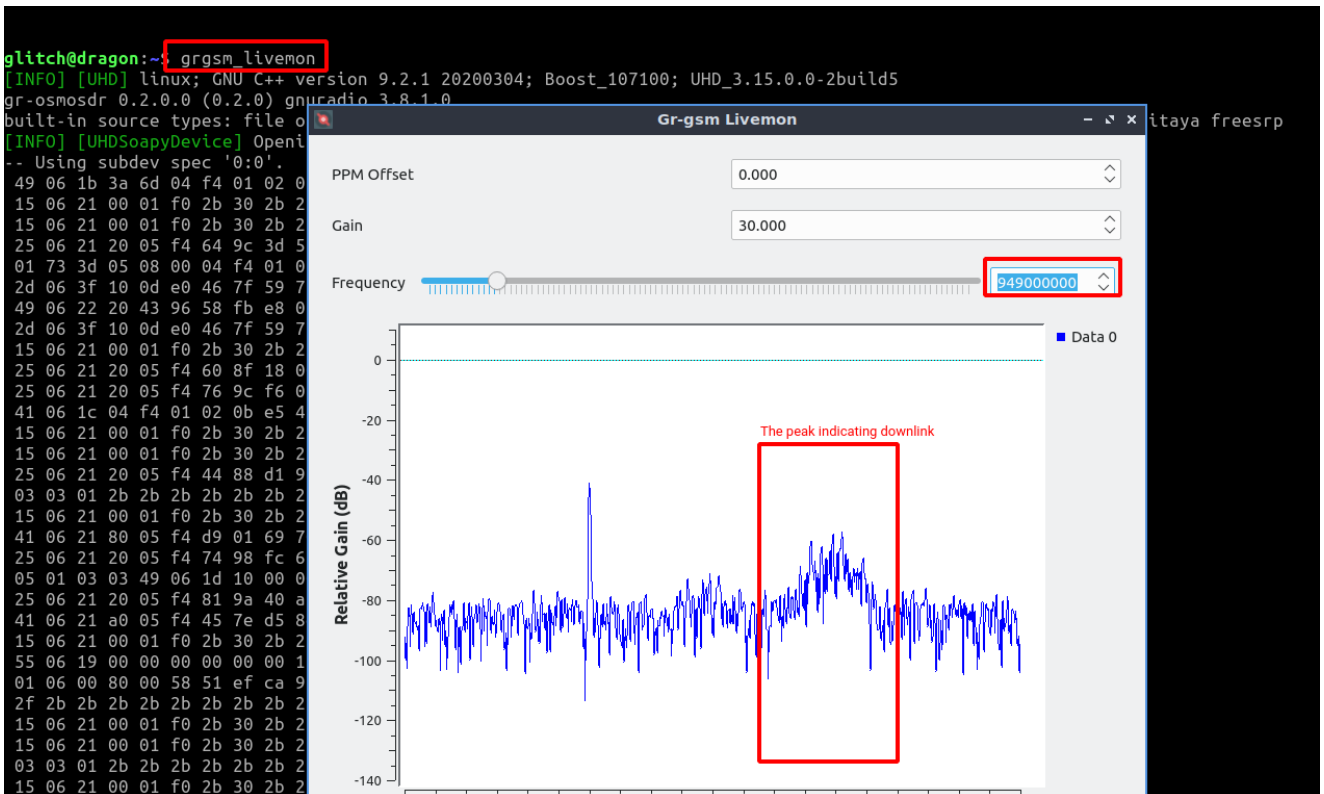 glitch@dragon:~$ grgsm_livemon
[INFO] [UHD] linux; GNU C++ version 9.2.1 20200304; Boost_107100; UHD_3.15.0.0-2build5
gr-osmosdr 0.2.0.0 (0.2.0) gnuradio 3.8.1.0
built-in source types: file o
itaya freesrp
[INFO] [UHDSoapyDevice] Openi
-- Using subdev spec '0:0'.
49 06 1b 3a 6d 04 f4 01 02 0
15 06 21 00 01 f0 2b 30 2b 2
15 06 21 00 01 f0 2b 30 2b 2
25 06 21 20 05 f4 64 9c 3d 5
01 73 3d 05 08 00 04 f4 01 0
2d 06 3f 10 0d e0 46 7f 59 7
49 06 22 20 43 96 58 fb e8 0
2d 06 3f 10 0d e0 46 7f 59 7
15 06 21 00 01 f0 2b 30 2b 2
25 06 21 20 05 f4 60 8f 18 0
25 06 21 20 05 f4 76 9c f6 0
41 06 1c 04 f4 01 02 0b e5 4
15 06 21 00 01 f0 2b 30 2b 2
15 06 21 00 01 f0 2b 30 2b 2
25 06 21 20 05 f4 44 88 d1 9
03 03 01 2b 2b 2b 2b 2b 2b 2
15 06 21 00 01 f0 2b 30 2b 2
41 06 21 80 05 f4 d9 01 69 7
25 06 21 20 05 f4 74 98 fc 6
05 01 03 03 49 06 1d 10 00 0
25 06 21 20 05 f4 81 9a 40 a
41 06 21 a0 05 f4 45 7e d5 8
15 06 21 00 01 f0 2b 30 2b 2
55 06 19 00 00 00 00 00 00 1
01 06 00 80 00 58 51 ef ca 9
2f 2b 2b 2b 2b 2b 2b 2b 2b 2
15 06 21 00 01 f0 2b 30 2b 2
15 06 21 00 01 f0 2b 30 2b 2
03 03 01 2b 2b 2b 2b 2b 2b 2
15 06 21 00 01 f0 2b 30 2b 2
Gr-gsm Livemon
PPM Offset 0.000
Gain 30.000
Frequency 949000000
Data 0
The peak indicating downlink
Relative Gain (dB)
0
-20
-40
-60
-80
-100
-120
-140